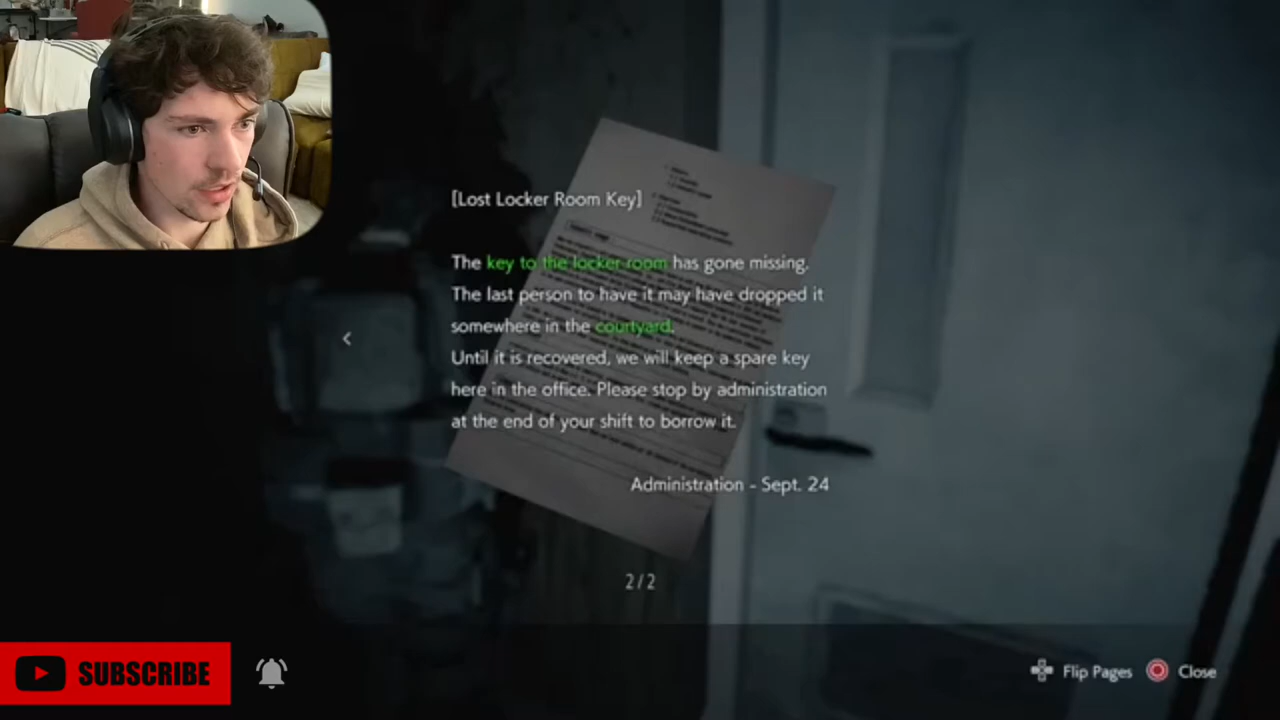 [Lost Locker Room Key]
The key to the locker room has gone missing.
The last person to have it may have dropped it
somewhere in the courtyard.
Until it is recovered, we will keep a spare key
here in the office. Please stop by administration
at the end of your shift to borrow it.
Administration - Sept. 24
2/2
SUBSCRIBE
Flip Pages
Close